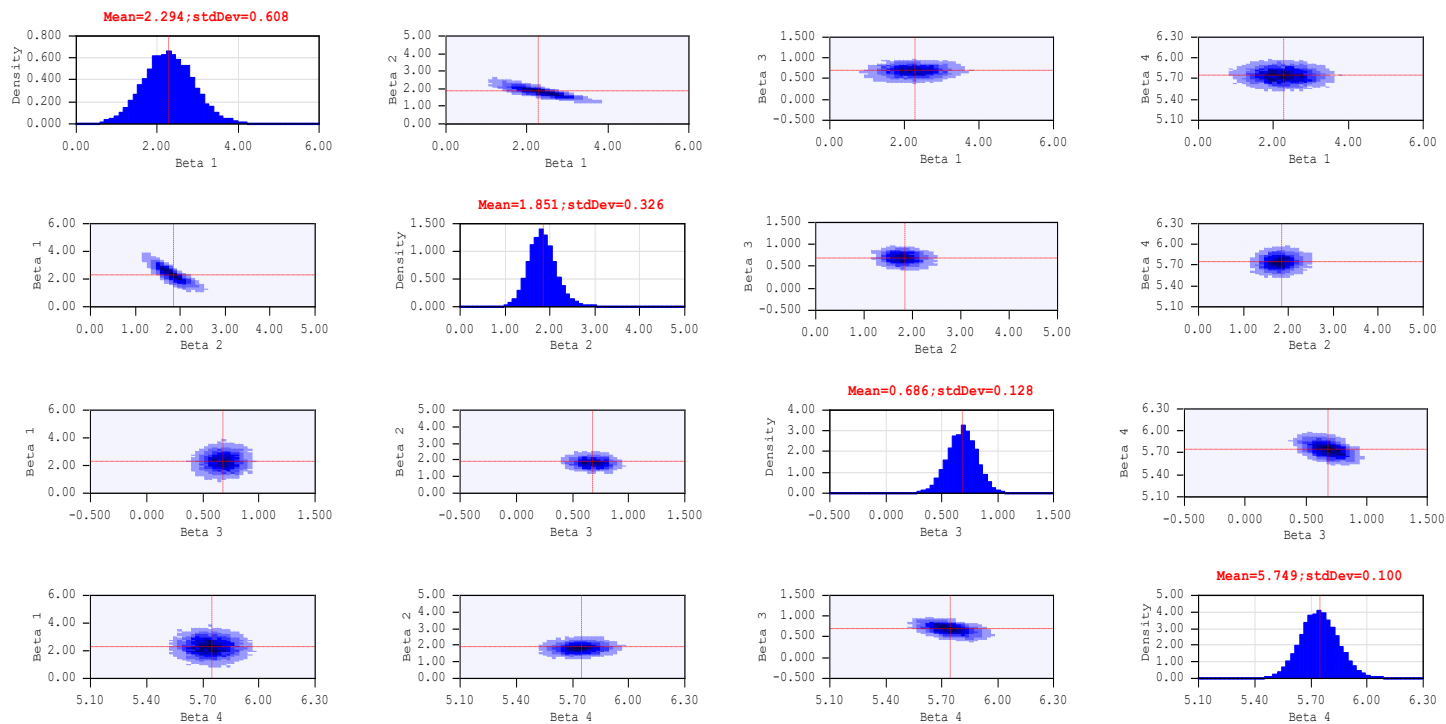 Mean=2.294;stdDev=0.608
Density
0.800
0.600
0.400
0.200
0.000
0.00 2.00 4.00 6.00
Beta 1
Beta 2
5.00
4.00
3.00
2.00
1.00
0.00
0.00 2.00 4.00 6.00
Beta 1
Beta 3
1.500
1.000
0.500
0.000
-0.500
0.00 2.00 4.00 6.00
Beta 1
Beta 4
6.30
6.00
5.70
5.40
5.10
0.00 2.00 4.00 6.00
Beta 1
Beta 1
6.00
4.00
2.00
0.00
0.00 1.00 2.00 3.00 4.00 5.00
Beta 2
Mean=1.851;stdDev=0.326
Density
1.500
1.000
0.500
0.000
0.00 1.00 2.00 3.00 4.00 5.00
Beta 2
Beta 3
1.500
1.000
0.500
0.000
-0.500
0.00 1.00 2.00 3.00 4.00 5.00
Beta 2
Beta 4
6.30
6.00
5.70
5.40
5.10
0.00 1.00 2.00 3.00 4.00 5.00
Beta 2
Beta 1
6.00
4.00
2.00
0.00
-0.500 0.000 0.500 1.000 1.500
Beta 3
Beta 2
5.00
4.00
3.00
2.00
1.00
0.00
-0.500 0.000 0.500 1.000 1.500
Beta 3
Mean=0.686;stdDev=0.128
Density
4.00
3.00
2.00
1.00
0.00
-0.500 0.000 0.500 1.000 1.500
Beta 3
Beta 4
6.30
6.00
5.70
5.40
5.10
-0.500 0.000 0.500 1.000 1.500
Beta 3
Beta 1
6.00
4.00
2.00
0.00
5.10 5.40 5.70 6.00 6.30
Beta 4
Beta 2
5.00
4.00
3.00
2.00
1.00
0.00
5.10 5.40 5.70 6.00 6.30
Beta 4
Beta 3
1.500
1.000
0.500
0.000
-0.500
5.10 5.40 5.70 6.00 6.30
Beta 4
Mean=5.749;stdDev=0.100
Density
5.00
4.00
3.00
2.00
1.00
0.00
5.10 5.40 5.70 6.00 6.30
Beta 4